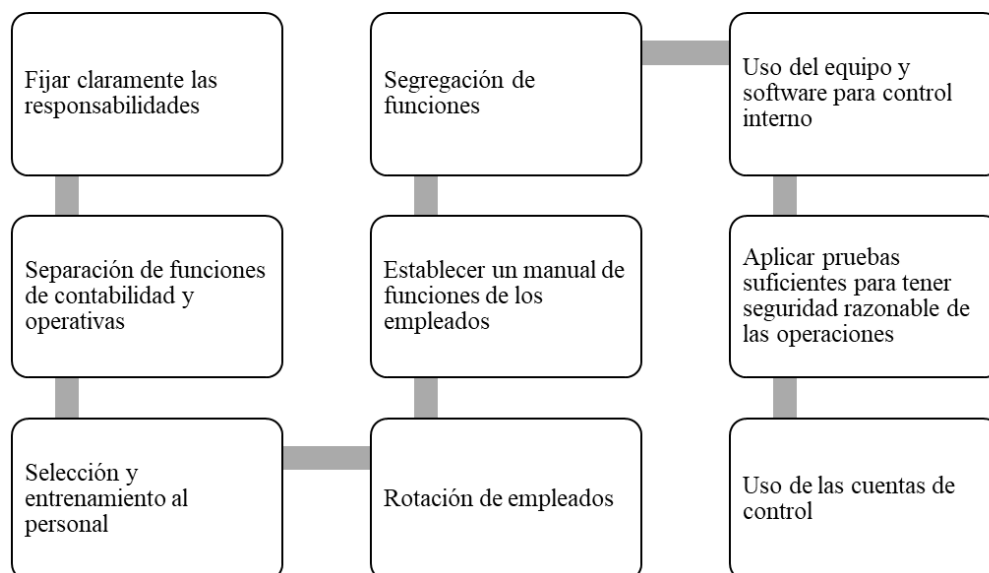 Fijar claramente las
responsabilidades
Separación de funciones
de contabilidad y
operativas
Selección y
entrenamiento al
personal
Rotación de empleados
Establecer un manual de
funciones de los
empleados
Segregación de
funciones
Uso del equipo y
software para control
interno
Aplicar pruebas
suficientes para tener
seguridad razonable de
las operaciones
Uso de las cuentas de
control